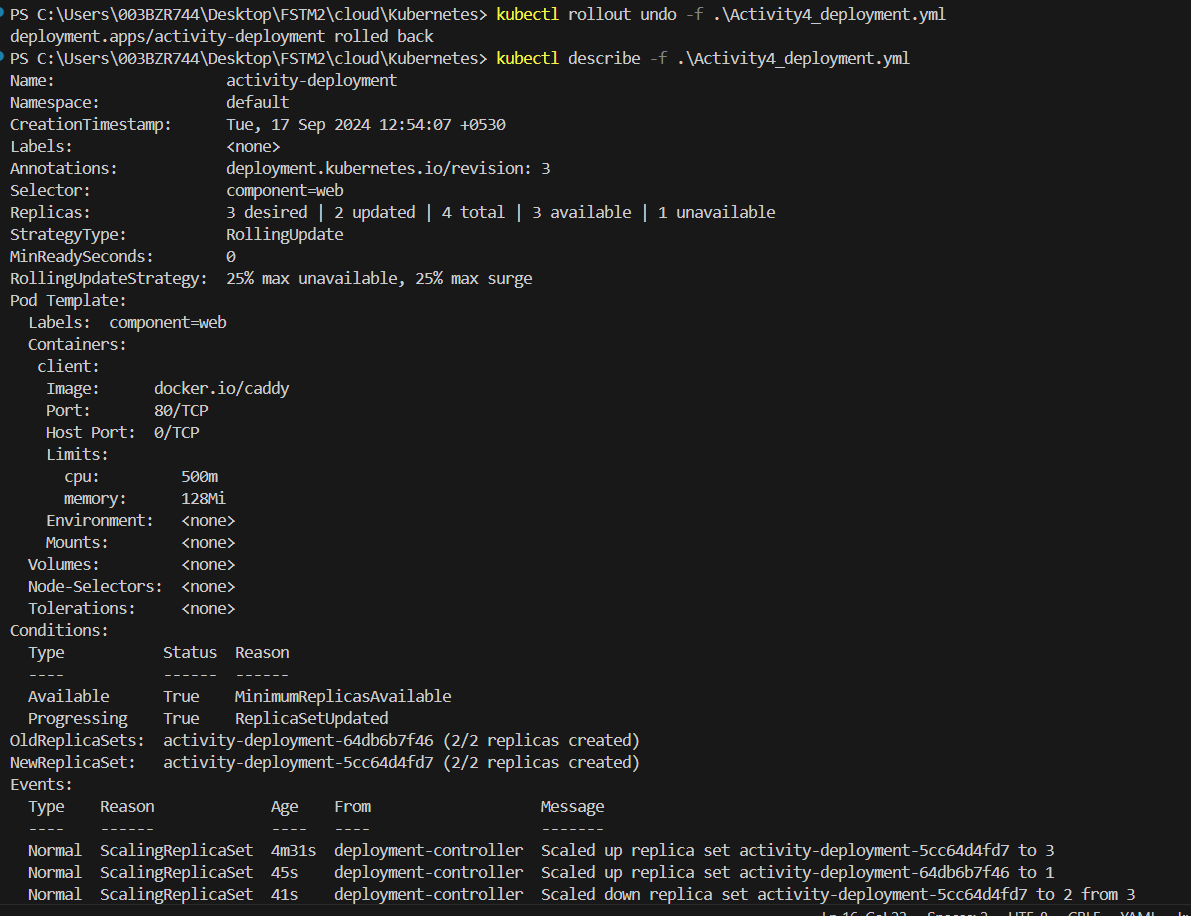 PS C:\Users\003BZR744\Desktop\FSTM2\cloud\Kubernetes> kubectl rollout undo -f .\Activity4_deployment.yml
deployment.apps/activity-deployment rolled back
PS C:\Users\003BZR744\Desktop\FSTM2\cloud\Kubernetes> kubectl describe -f .\Activity4_deployment.yml
Name:                   activity-deployment
Namespace:              default
CreationTimestamp:      Tue, 17 Sep 2024 12:54:07 +0530
Labels:                 <none>
Annotations:            deployment.kubernetes.io/revision: 3
Selector:               component=web
Replicas:               3 desired | 2 updated | 4 total | 3 available | 1 unavailable
StrategyType:           RollingUpdate
MinReadySeconds:        0
RollingUpdateStrategy:  25% max unavailable, 25% max surge
Pod Template:
  Labels:  component=web
  Containers:
   client:
    Image:      docker.io/caddy
    Port:       80/TCP
    Host Port:  0/TCP
    Limits:
      cpu:         500m
      memory:      128Mi
    Environment:   <none>
    Mounts:        <none>
  Volumes:         <none>
  Node-Selectors:  <none>
  Tolerations:     <none>
Conditions:
  Type           Status  Reason
  ----           ------  ------
  Available      True    MinimumReplicasAvailable
  Progressing    True    ReplicaSetUpdated
OldReplicaSets:  activity-deployment-64db6b7f46 (2/2 replicas created)
NewReplicaSet:   activity-deployment-5cc64d4fd7 (2/2 replicas created)
Events:
  Type    Reason             Age    From                   Message
  ----    ------             ----   ----                   -------
  Normal  ScalingReplicaSet  4m31s  deployment-controller  Scaled up replica set activity-deployment-5cc64d4fd7 to 3
  Normal  ScalingReplicaSet  45s    deployment-controller  Scaled up replica set activity-deployment-64db6b7f46 to 1
  Normal  ScalingReplicaSet  41s    deployment-controller  Scaled down replica set activity-deployment-5cc64d4fd7 to 2 from 3